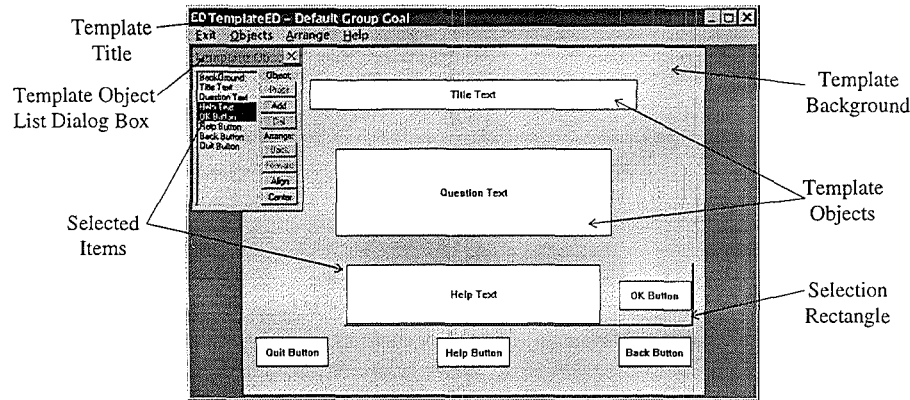 ED TemplateED – Default Group Goal
Exit Objects Arrange Help
Template
Title
Template Object
List Dialog Box
Selected
Items
BackGround
Title Text
Question Text
Help Text
OK Button
Help Button
Back Button
Quit Button
Object:
Props
Add
Del
Arrange:
Back
Forward
Align
Center
Title Text
Question Text
Help Text
OK Button
Quit Button
Help Button
Back Button
Template
Background
Template
Objects
Selection
Rectangle